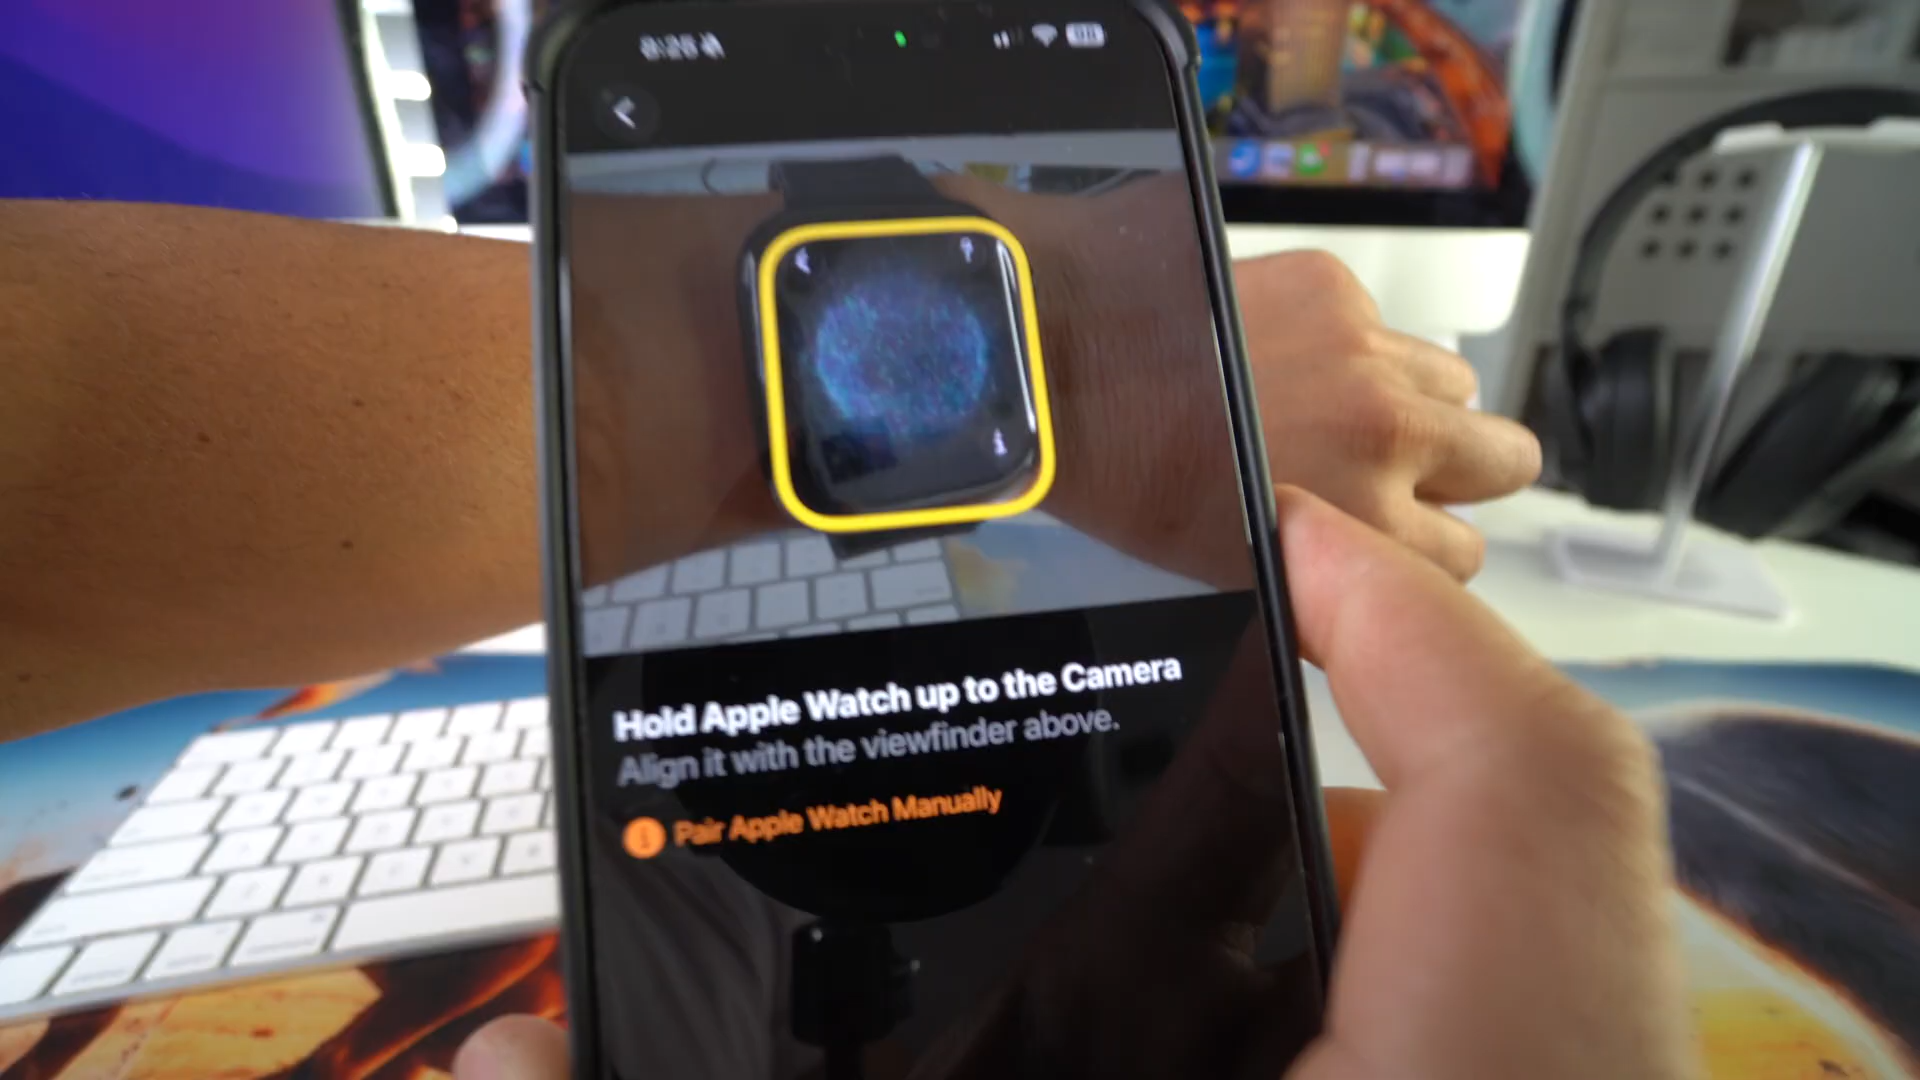 Hold Apple Watch up to the Camera
Align it with the viewfinder above.
Pair Apple Watch Manually